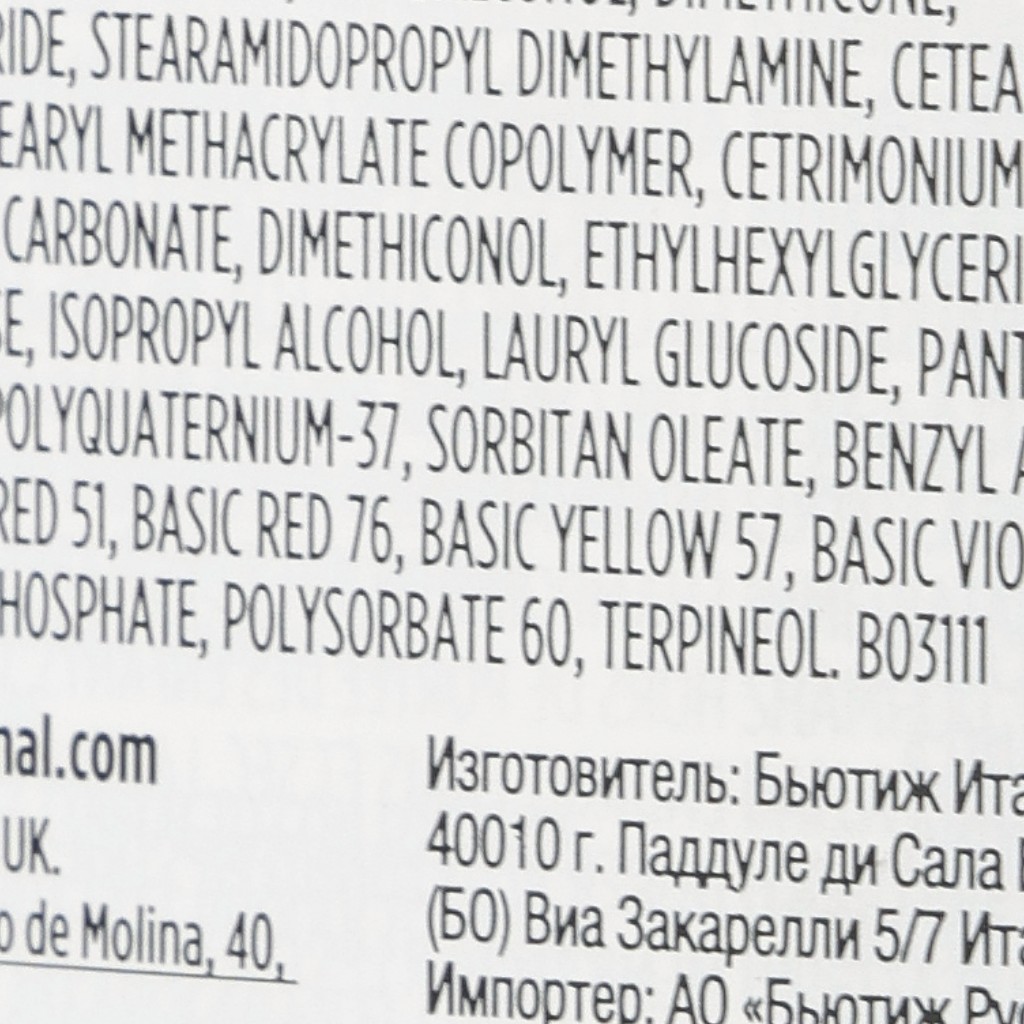 DIMETHICONE,
RIDE, STEARAMIDOPROPYL DIMETHYLAMINE, CETEA
EARYL METHACRYLATE COPOLYMER, CETRIMONIUM
CARBONATE, DIMETHICONOL, ETHYLHEXYLGLYCERI
SE, ISOPROPYL ALCOHOL, LAURYL GLUCOSIDE, PANT
POLYQUATERNIUM-37, SORBITAN OLEATE, BENZYL A
RED 51, BASIC RED 76, BASIC YELLOW 57, BASIC VIO
HOSPHATE, POLYSORBATE 60, TERPINEOL. B03111
nal.com
UK.
o de Molina, 40,
Изготовитель: Бьютиж Ита
40010 г. Паддуле ди Сала
(БО) Виа Закарелли 5/7 Ита
Импортер: АО «Бьютиж Рус